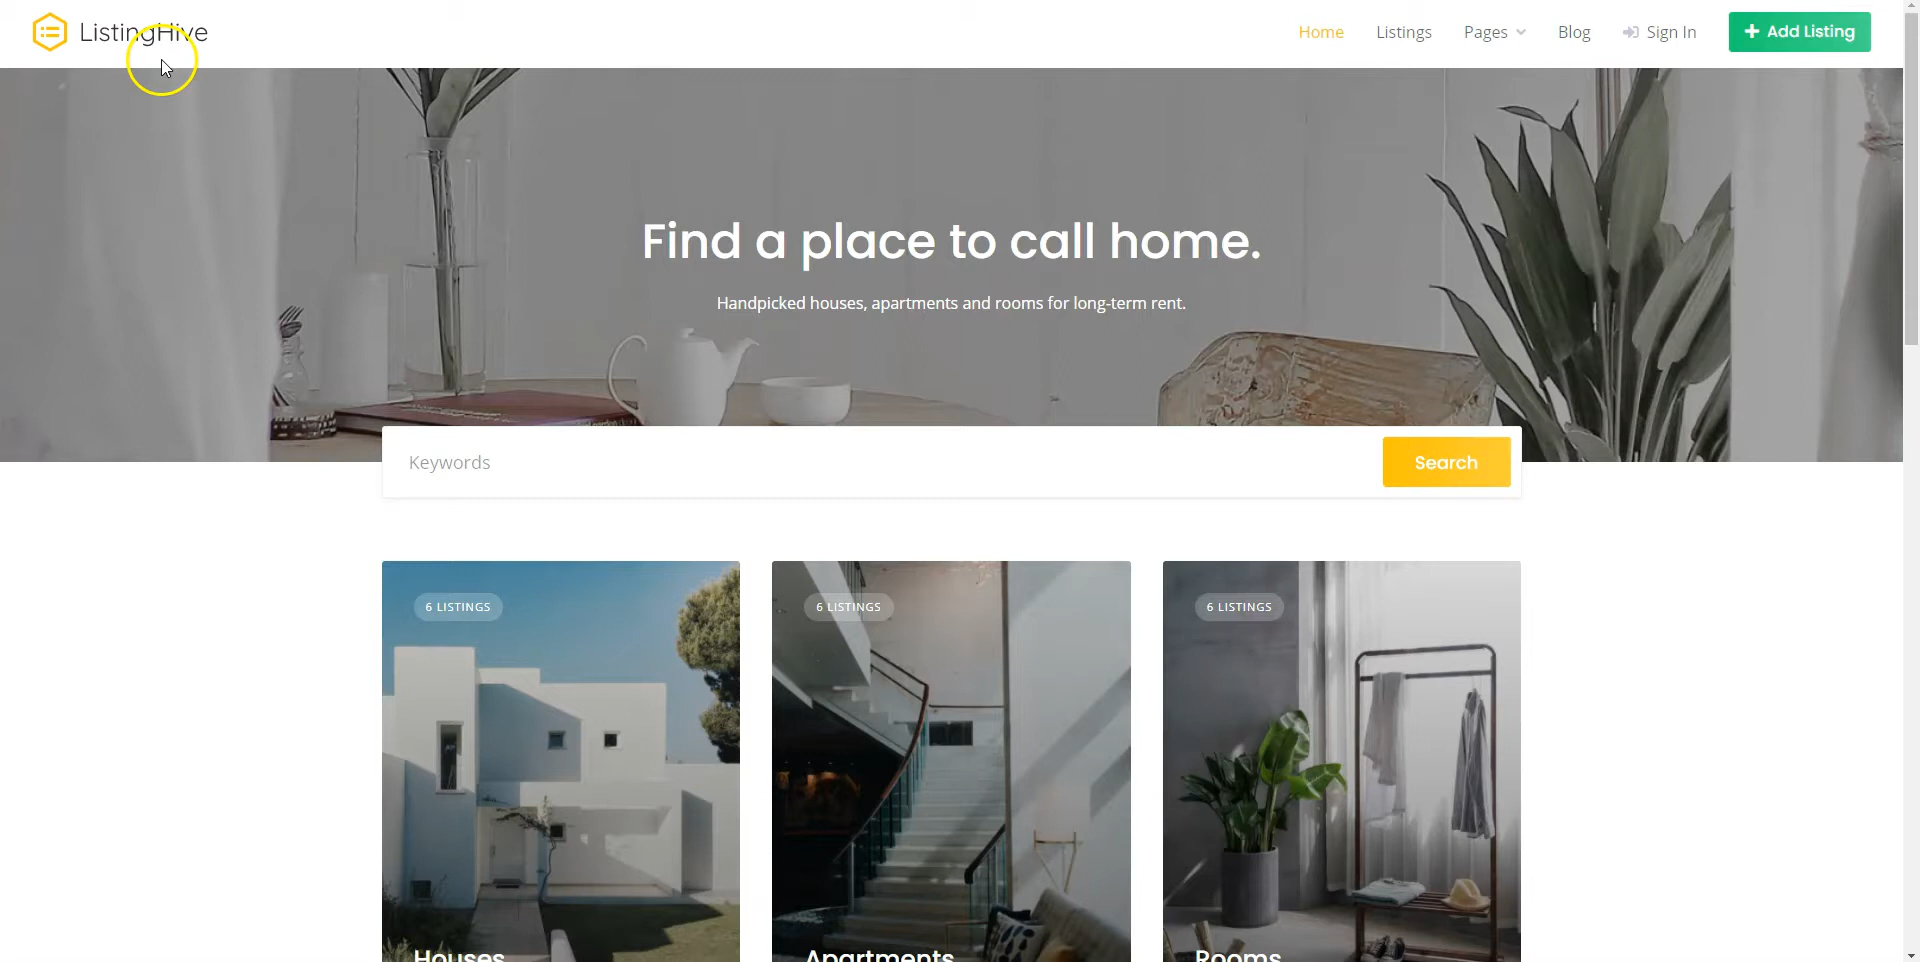 ListingHive
Home
Listings
Pages
Blog
Sign In
Add Listing
Find a place to call home.
Handpicked houses, apartments and rooms for long-term rent.
Keywords
Search
6 LISTINGS
6 LISTINGS
6 LISTINGS
Houses
Apartments
Rooms